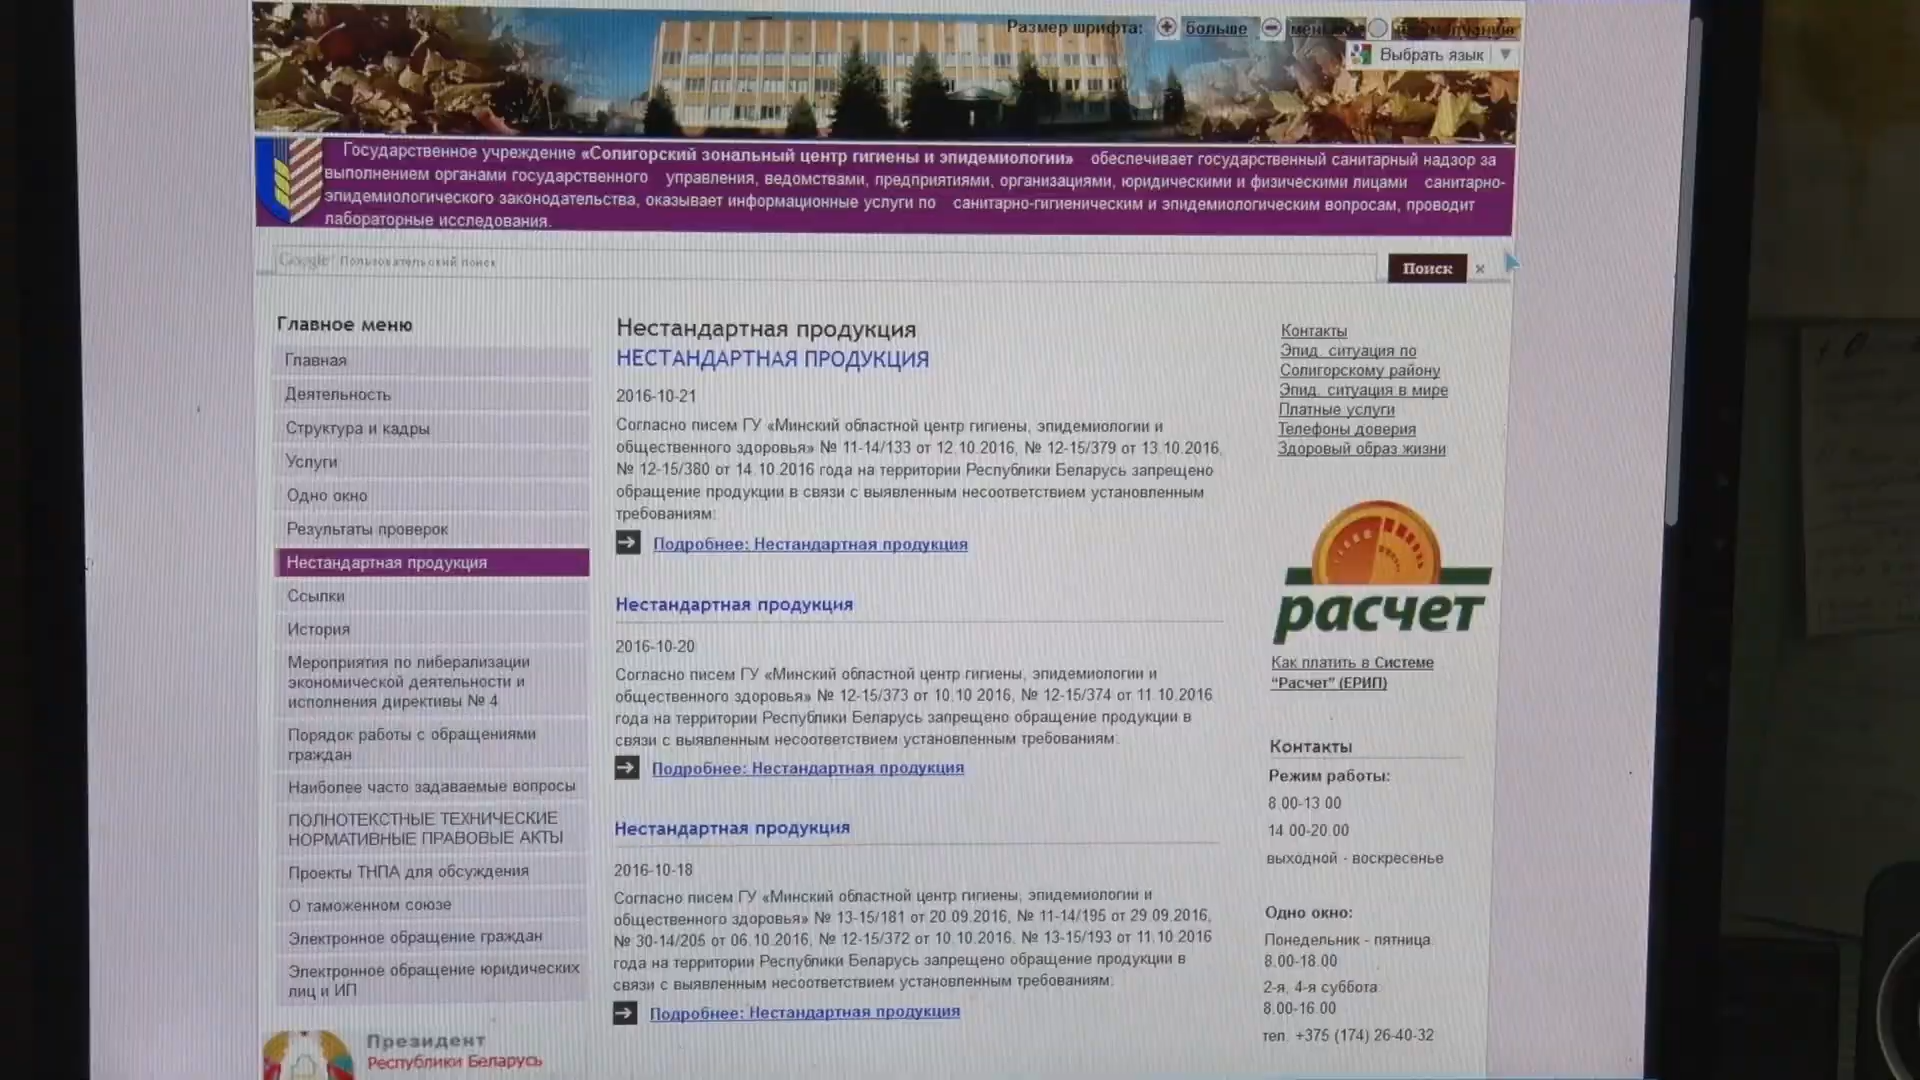 Размер шрифта: больше
Выбрать язык
Государственное учреждение «Солигорский зональный центр гигиены и эпидемиологии» обеспечивает государственный санитарный надзор за
выполнением органами государственного управления, ведомствами, предприятиями, организациями, юридическими и физическими лицами санитарно-
эпидемиологического законодательства, оказывает информационные услуги по санитарно-гигиеническим и эпидемиологическим вопросам, проводит
лабораторные исследования.
Google Пользовательский поиск
Поиск
×
Главное меню
Главная
Деятельность
Структура и кадры
Услуги
Одно окно
Результаты проверок
Нестандартная продукция
Ссылки
История
Мероприятия по либерализации
экономической деятельности и
исполнения директивы № 4
Порядок работы с обращениями
граждан
Наиболее часто задаваемые вопросы
ПОЛНОТЕКСТНЫЕ ТЕХНИЧЕСКИЕ
НОРМАТИВНЫЕ ПРАВОВЫЕ АКТЫ
Проекты ТНПА для обсуждения
О таможенном союзе
Электронное обращение граждан
Электронное обращение юридических
лиц и ИП
Президент
Республики Беларусь
Нестандартная продукция
НЕСТАНДАРТНАЯ ПРОДУКЦИЯ
2016-10-21
Согласно писем ГУ «Минский областной центр гигиены, эпидемиологии и
общественного здоровья» № 11-14/133 от 12.10.2016, № 12-15/379 от 13.10.2016,
№ 12-15/380 от 14.10.2016 года на территории Республики Беларусь запрещено
обращение продукции в связи с выявленным несоответствием установленным
требованиям:
Подробнее: Нестандартная продукция
Нестандартная продукция
2016-10-20
Согласно писем ГУ «Минский областной центр гигиены, эпидемиологии и
общественного здоровья» № 12-15/373 от 10.10.2016, № 12-15/374 от 11.10.2016
года на территории Республики Беларусь запрещено обращение продукции в
связи с выявленным несоответствием установленным требованиям:
Подробнее: Нестандартная продукция
Нестандартная продукция
2016-10-18
Согласно писем ГУ «Минский областной центр гигиены, эпидемиологии и
общественного здоровья» № 13-15/181 от 20.09.2016, № 11-14/195 от 29.09.2016,
№ 30-14/205 от 06.10.2016, № 12-15/372 от 10.10.2016. № 13-15/193 от 11.10.2016
года на территории Республики Беларусь запрещено обращение продукции в
связи с выявленным несоответствием установленным требованиям:
Подробнее: Нестандартная продукция
Контакты
Эпид. ситуация по
Солигорскому району
Эпид. ситуация в мире
Платные услуги
Телефоны доверия
Здоровый образ жизни
расчет
Как платить в Системе
"Расчет" (ЕРИП)
Контакты
Режим работы:
8.00-13.00
14.00-20.00
выходной - воскресенье
Одно окно:
Понедельник - пятница:
8.00-18.00
2-я, 4-я суббота:
8.00-16.00
тел. +375 (174) 26-40-32